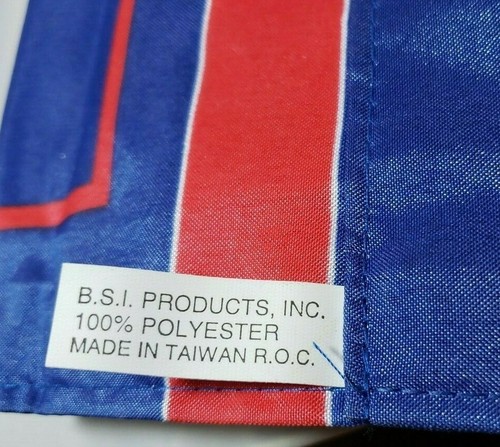 B.S.I. PRODUCTS, INC.
100% POLYESTER
MADE IN TAIWAN R.O.C.